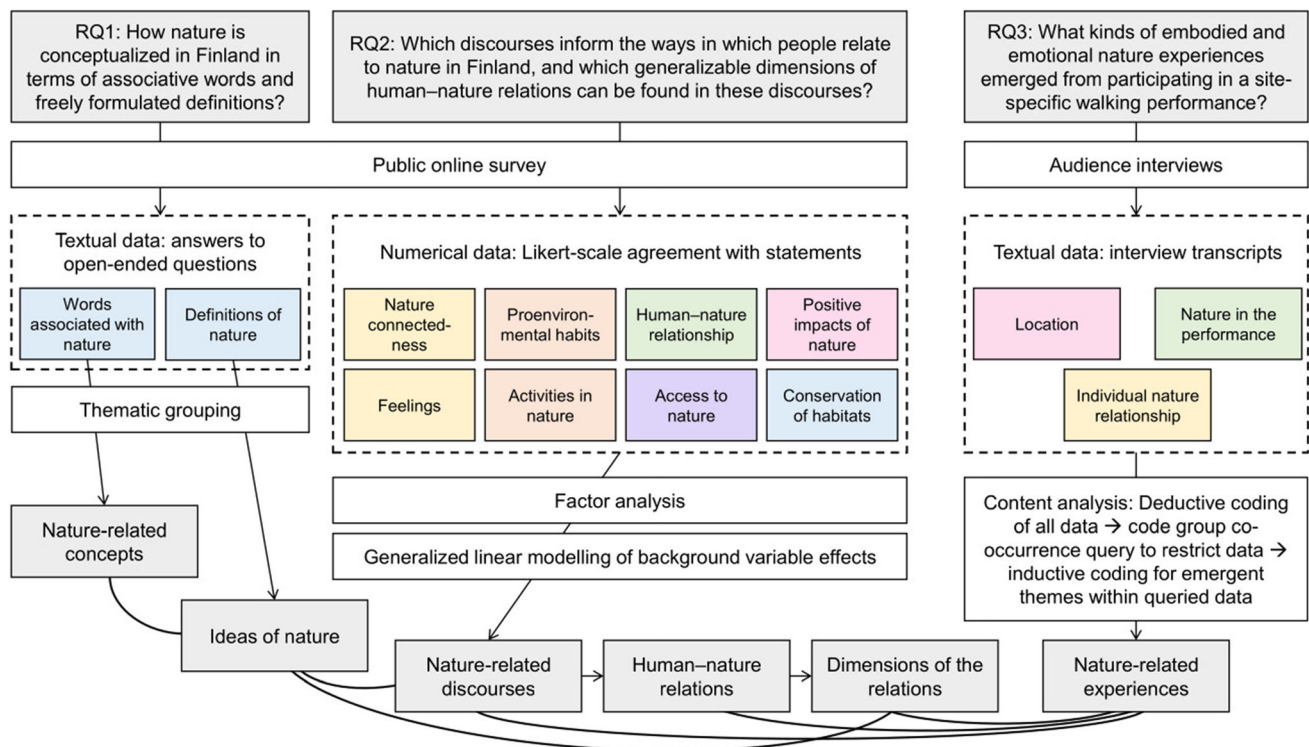 RQ1: How nature is
conceptualized in Finland in
terms of associative words and
freely formulated definitions?
RQ2: Which discourses inform the ways in which people relate
to nature in Finland, and which generalizable dimensions of
human–nature relations can be found in these discourses?
RQ3: What kinds of embodied and
emotional nature experiences
emerged from participating in a site-
specific walking performance?
Public online survey
Audience interviews
Textual data: answers to
open-ended questions
Words
associated with
nature
Definitions of
nature
Numerical data: Likert-scale agreement with statements
Nature
connected-
ness
Proenviron-
mental habits
Human–nature
relationship
Positive
impacts of
nature
Feelings
Activities in
nature
Access to
nature
Conservation
of habitats
Textual data: interview transcripts
Location
Nature in the
performance
Individual nature
relationship
Thematic grouping
Factor analysis
Generalized linear modelling of background variable effects
Content analysis: Deductive coding
of all data → code group co-
occurrence query to restrict data →
inductive coding for emergent
themes within queried data
Nature-related
concepts
Ideas of nature
Nature-related
discourses
Human–nature
relations
Dimensions of the
relations
Nature-related
experiences